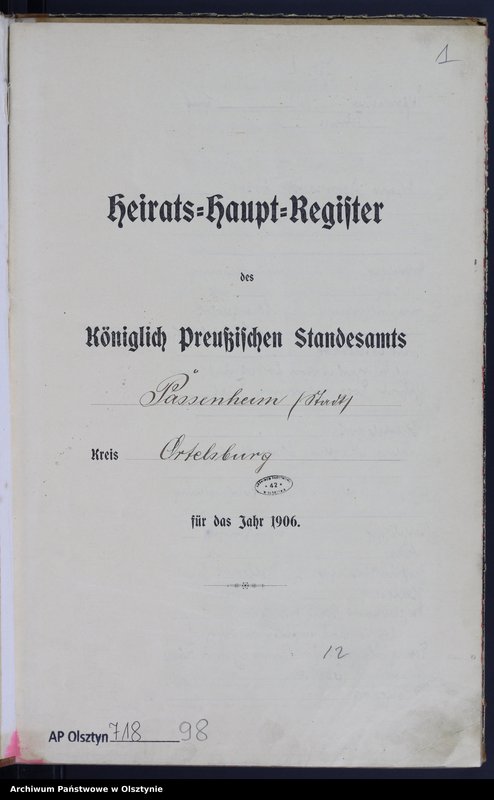 1
Heirats=Haupt=Regiſter
des
Königlich Preußiſchen Standesamts
Passenheim (Stadt)
Kreis Ortelsburg
42
für das Jahr 1906.
12
AP Olsztyn 718 98
Archiwum Państwowe w Olsztynie